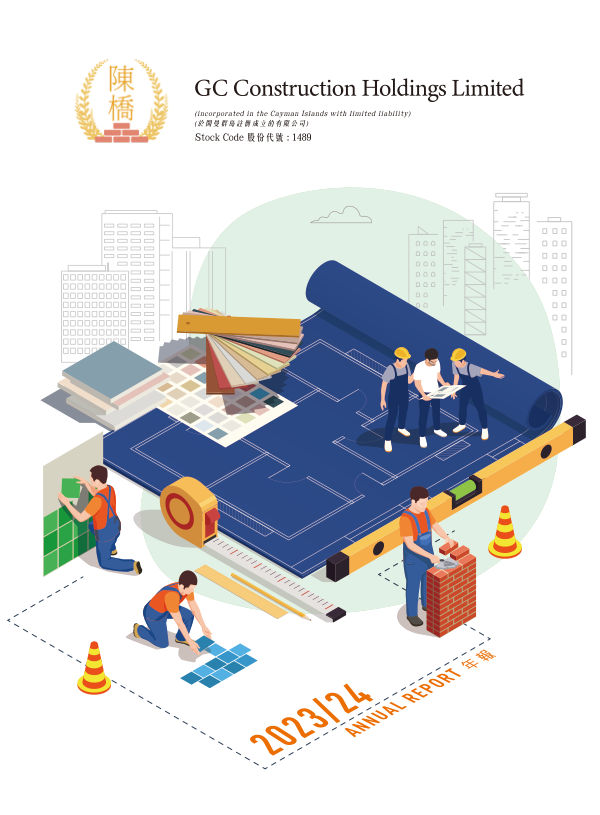 陳
橋
GC Construction Holdings Limited
(incorporated in the Cayman Islands with limited liability)
(於開曼群島註冊成立的有限公司)
Stock Code 股份代號：1489
2023/24
ANNUAL REPORT 年報